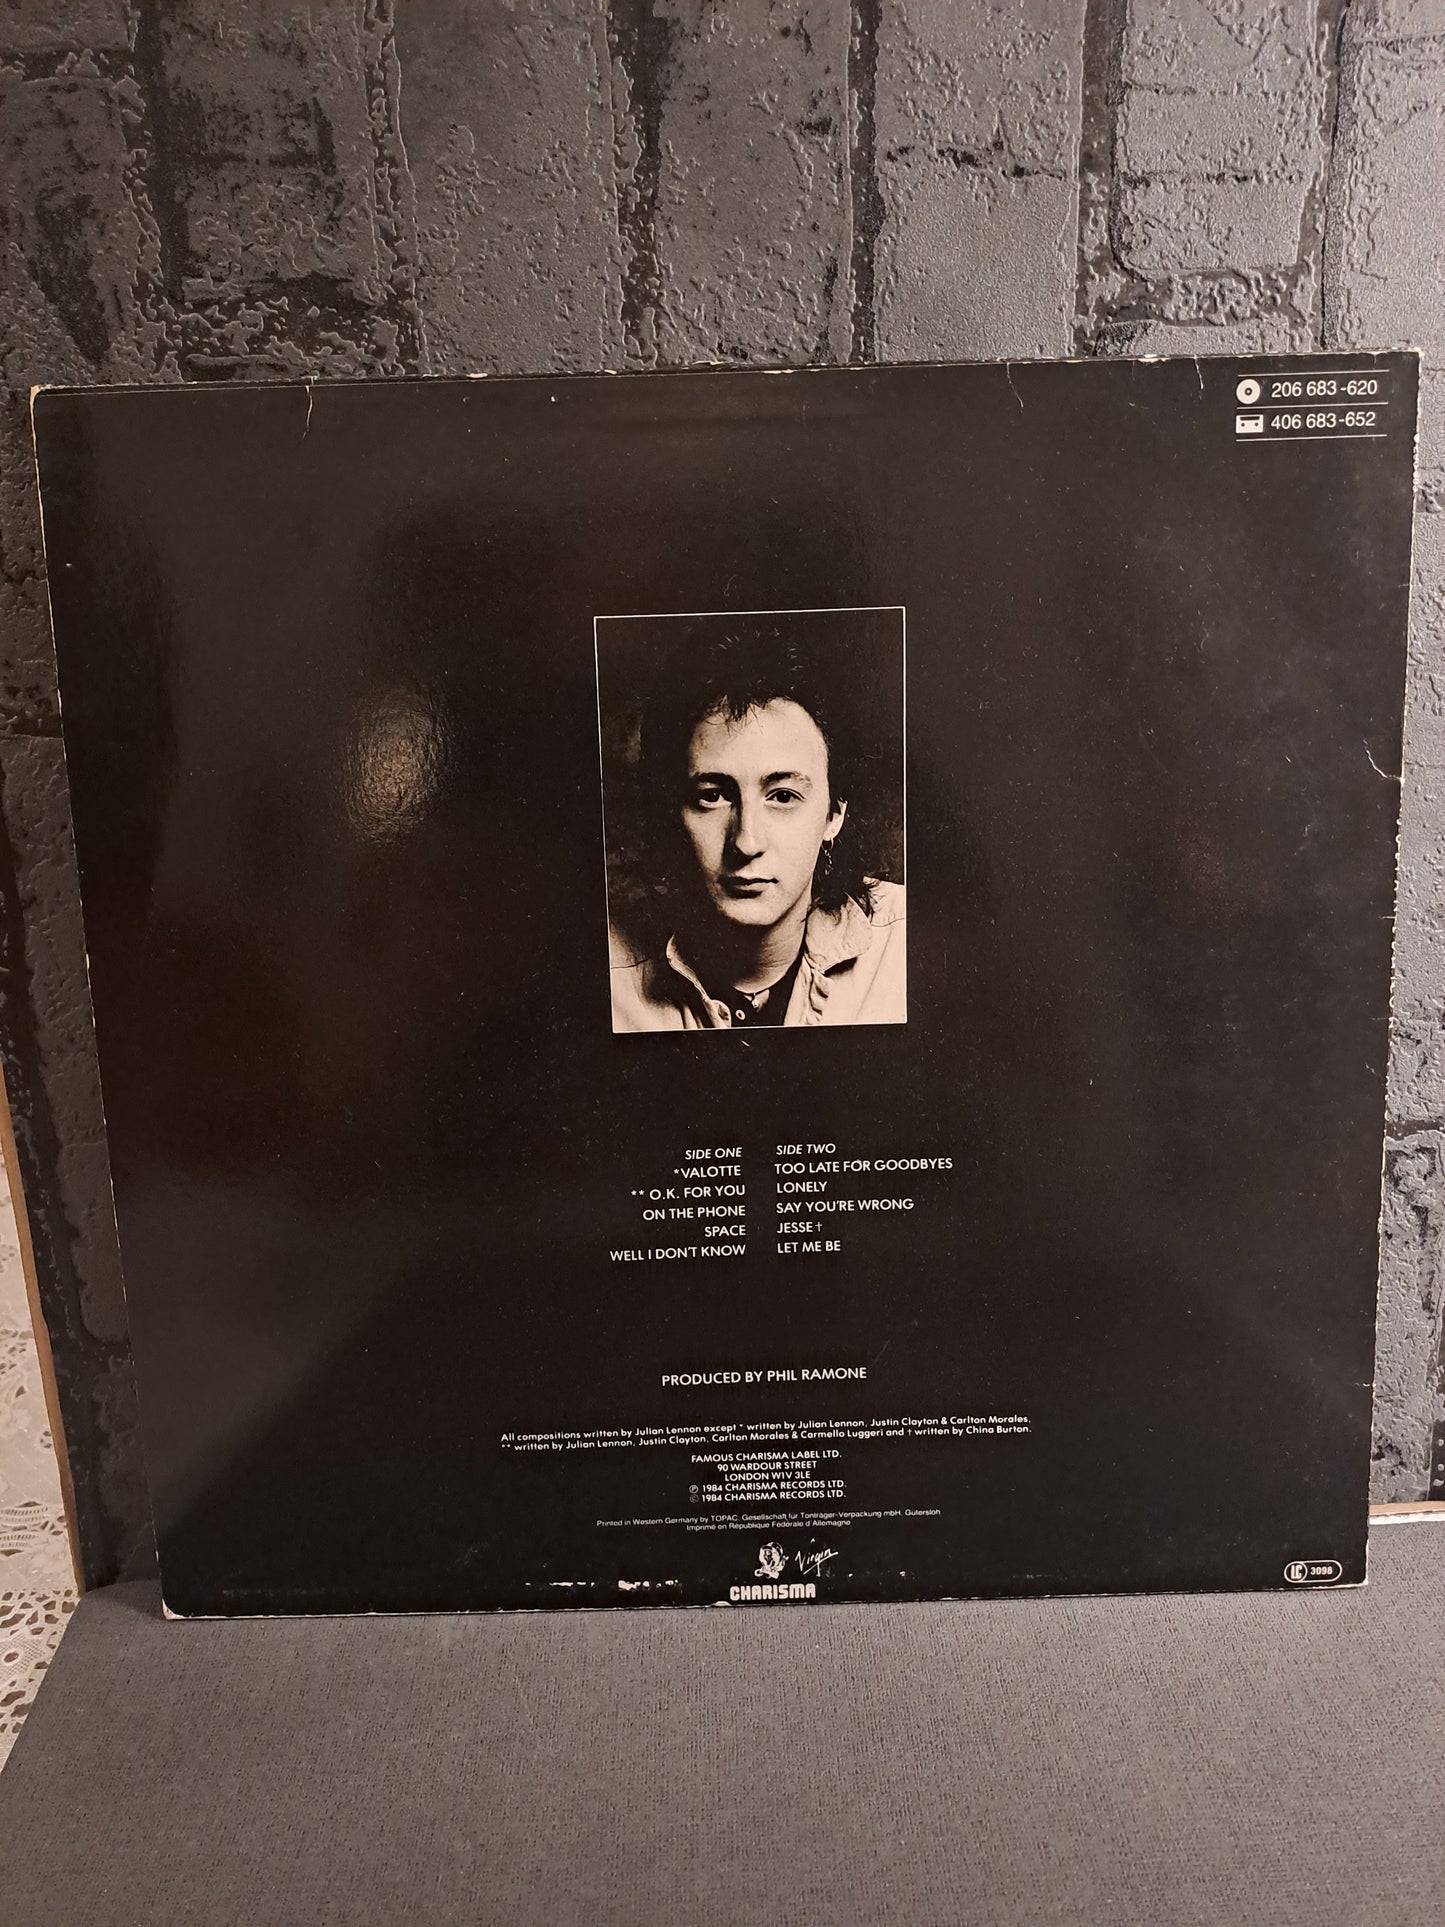 206 683-620
406 683-652
SIDE ONE
*VALOTTE
** O.K. FOR YOU
ON THE PHONE
SPACE
WELL I DON'T KNOW
SIDE TWO
TOO LATE FOR GOODBYES
LONELY
SAY YOU'RE WRONG
JESSE†
LET ME BE
PRODUCED BY PHIL RAMONE
All compositions written by Julian Lennon except * written by Julian Lennon, Justin Clayton & Carlton Morales,
** written by Julian Lennon, Justin Clayton, Carlton Morales & Carmello Luggeri and † written by China Burton.
FAMOUS CHARISMA LABEL LTD.
90 WARDOUR STREET
LONDON W1V 3LE
℗ 1984 CHARISMA RECORDS LTD.
© 1984 CHARISMA RECORDS LTD.
Printed in Western Germany by TOPAC, Gesellschaft für Tonträger-Verpackung mbH. Gutersloh
Imprimé en République Fédérale d'Allemagne
Virgin
CHARISMA
LC 3098